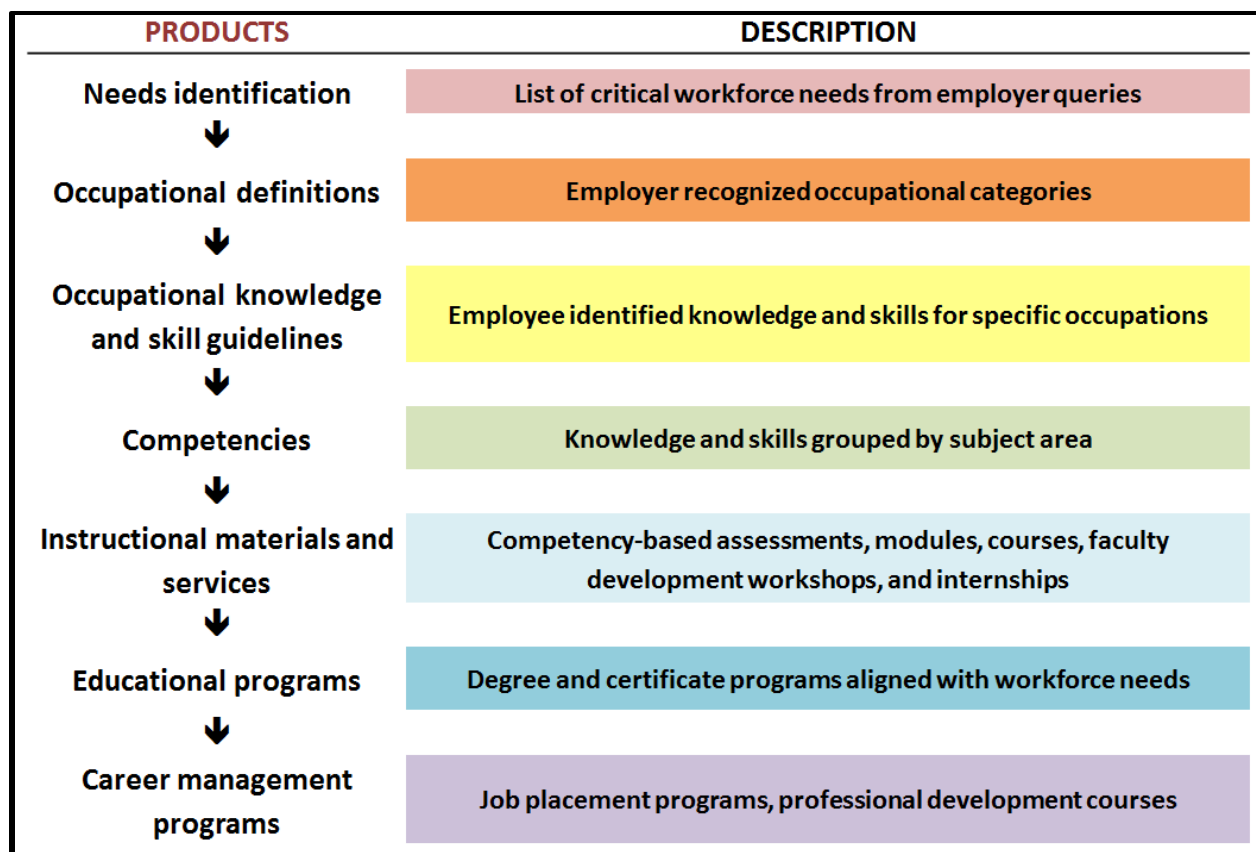 PRODUCTS DESCRIPTION
Needs identification
List of critical workforce needs from employer queries
Occupational definitions
Employer recognized occupational categories
Occupational knowledge
and skill guidelines
Employee identified knowledge and skills for specific occupations
Competencies
Knowledge and skills grouped by subject area
Instructional materials and
services
Competency-based assessments, modules, courses, faculty
development workshops, and internships
Educational programs
Degree and certificate programs aligned with workforce needs
Career management
programs
Job placement programs, professional development courses